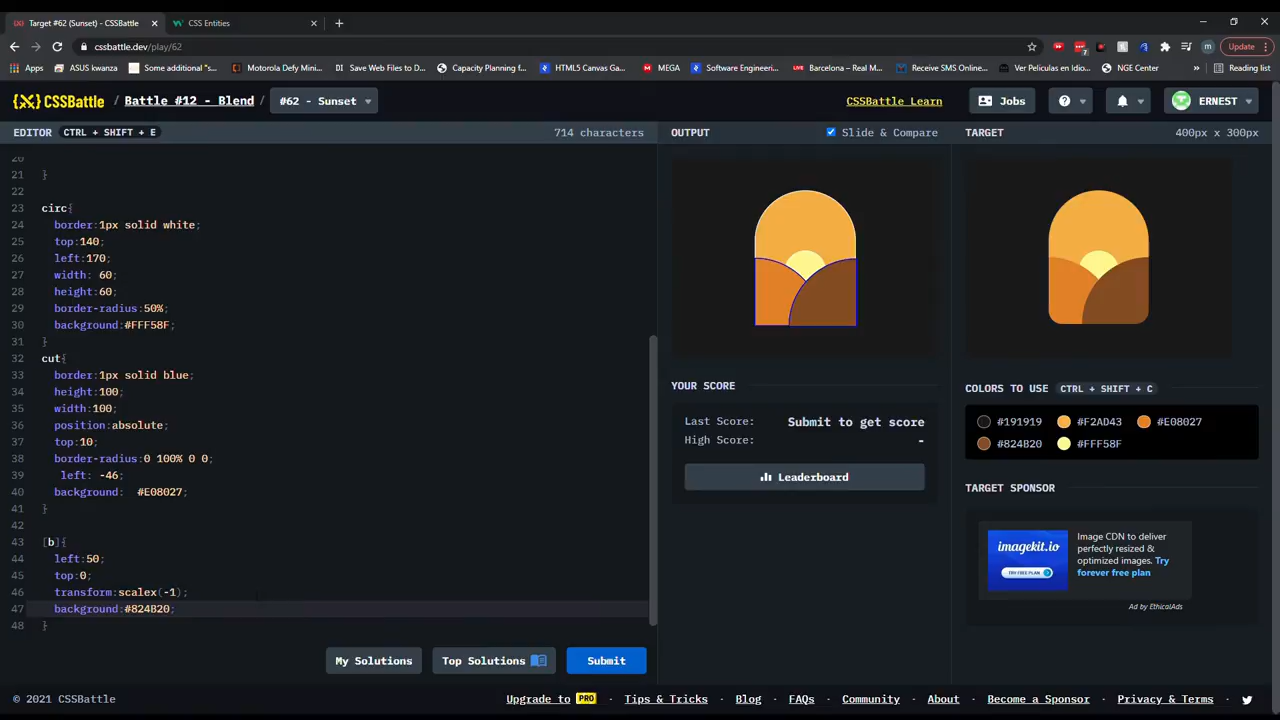 Target #62 (Sunset) - CSSBattle
CSS Entities
cssbattle.dev/play/62
Update
Apps
ASUS kwanza
Some additional "s...
Motorola Defy Mini...
Save Web Files to D...
Capacity Planning f...
HTML5 Canvas Ga...
MEGA
Software Engineeri...
Barcelona – Real M...
Receive SMS Online...
Ver Peliculas en Idio...
NGE Center
»
Reading list
CSSBATTLE
/
Battle #12 - Blend
/
#62 - Sunset
CSSBattle Learn
Jobs
ERNEST
EDITOR
CTRL + SHIFT + E
714 characters
OUTPUT
Slide & Compare
TARGET
400px x 300px
20
21 }
22
23 circ{
24 border:1px solid white;
25 top:140;
26 left:170;
27 width: 60;
28 height:60;
29 border-radius:50%;
30 background:#FFF58F;
31 }
32 cut{
33 border:1px solid blue;
34 height:100;
35 width:100;
36 position:absolute;
37 top:10;
38 border-radius:0 100% 0 0;
39 left: -46;
40 background: #E08027;
41 }
42
43 [b]{
44 left:50;
45 top:0;
46 transform:scalex(-1);
47 background:#824B20;
48 }
YOUR SCORE
Last Score:
Submit to get score
High Score:
-
Leaderboard
COLORS TO USE
CTRL + SHIFT + C
#191919
#F2AD43
#E08027
#824B20
#FFF58F
TARGET SPONSOR
imagekit.io
TRY FREE PLAN
Image CDN to deliver
perfectly resized &
optimized images. Try
forever free plan
Ad by EthicalAds
My Solutions
Top Solutions
Submit
© 2021 CSSBattle
Upgrade to PRO
Tips & Tricks
Blog
FAQs
Community
About
Become a Sponsor
Privacy & Terms